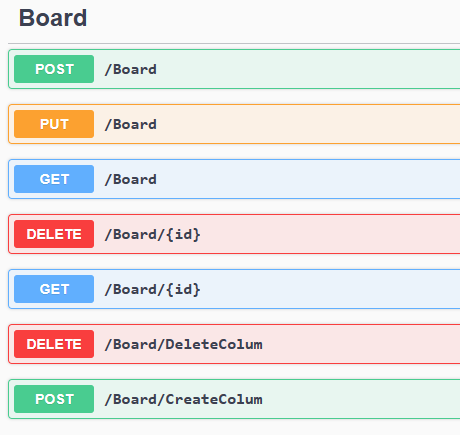 Board
POST /Board
PUT /Board
GET /Board
DELETE /Board/{id}
GET /Board/{id}
DELETE /Board/DeleteColum
POST /Board/CreateColum